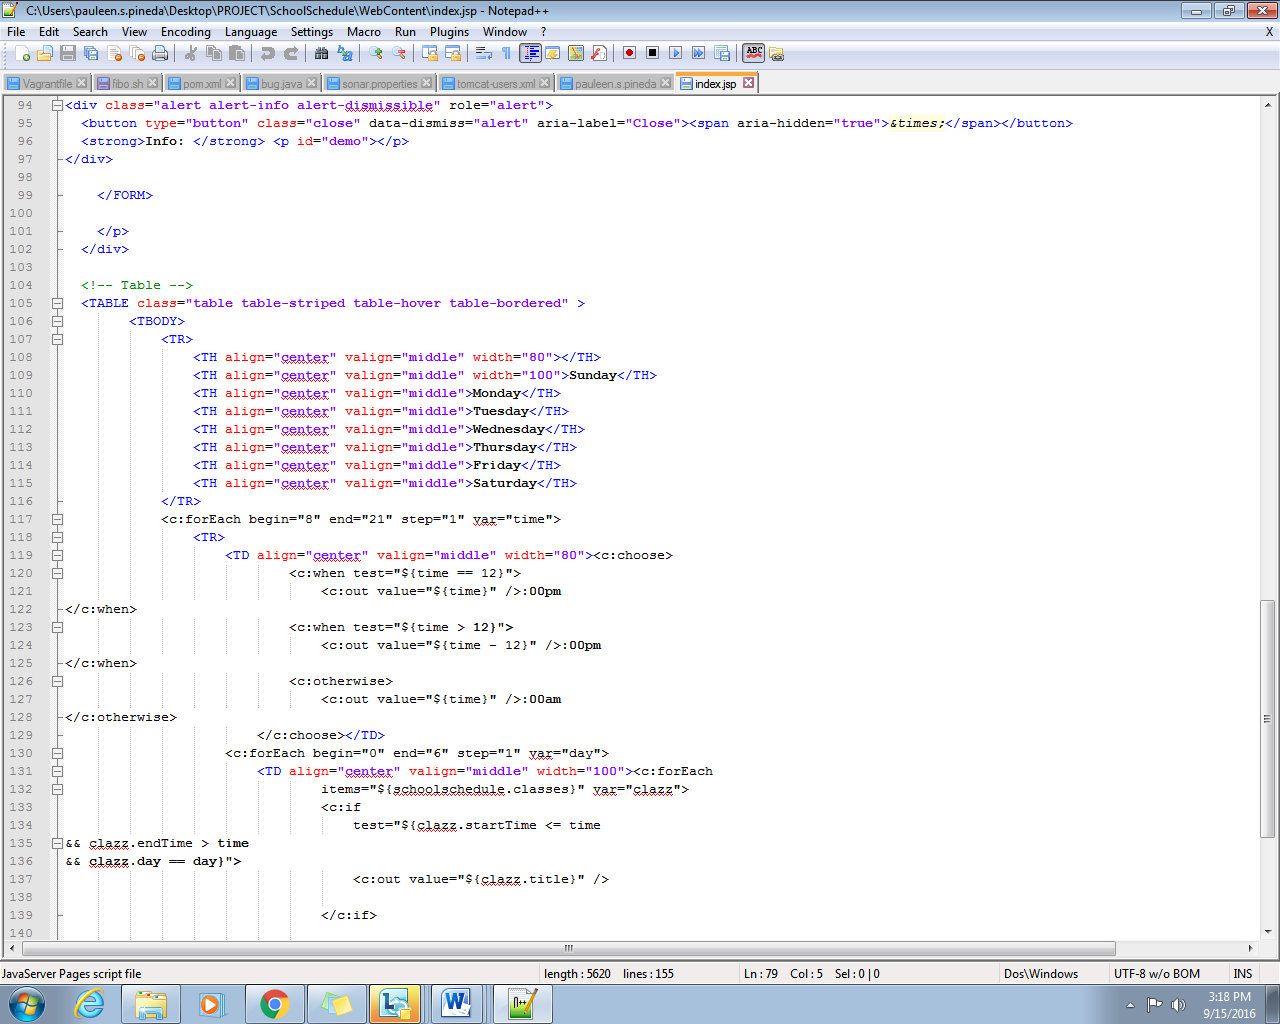 C:\Users\pauleen.s.pineda\Desktop\PROJECT\SchoolSchedule\WebContent\index.jsp - Notepad++
File Edit Search View Encoding Language Settings Macro Run Plugins Window ? X
ABC
Vagrantfile fibo.sh pom.xml bug.java sonar.properties tomcat-users.xml pauleen.s.pineda index.jsp
94 <div class="alert alert-info alert-dismissible" role="alert">
95 <button type="button" class="close" data-dismiss="alert" aria-label="Close"><span aria-hidden="true">&times;</span></button>
96 <strong>Info: </strong> <p id="demo"></p>
97 </div>
98
99 </FORM>
100
101 </p>
102 </div>
103
104 <!-- Table -->
105 <TABLE class="table table-striped table-hover table-bordered" >
106 <TBODY>
107 <TR>
108 <TH align="center" valign="middle" width="80"></TH>
109 <TH align="center" valign="middle" width="100">Sunday</TH>
110 <TH align="center" valign="middle">Monday</TH>
111 <TH align="center" valign="middle">Tuesday</TH>
112 <TH align="center" valign="middle">Wednesday</TH>
113 <TH align="center" valign="middle">Thursday</TH>
114 <TH align="center" valign="middle">Friday</TH>
115 <TH align="center" valign="middle">Saturday</TH>
116 </TR>
117 <c:forEach begin="8" end="21" step="1" var="time">
118 <TR>
119 <TD align="center" valign="middle" width="80"><c:choose>
120 <c:when test="${time == 12}">
121 <c:out value="${time}" />:00pm
122 </c:when>
123 <c:when test="${time > 12}">
124 <c:out value="${time - 12}" />:00pm
125 </c:when>
126 <c:otherwise>
127 <c:out value="${time}" />:00am
128 </c:otherwise>
129 </c:choose></TD>
130 <c:forEach begin="0" end="6" step="1" var="day">
131 <TD align="center" valign="middle" width="100"><c:forEach
132 items="${schoolschedule.classes}" var="clazz">
133 <c:if
134 test="${clazz.startTime <= time
135 && clazz.endTime > time
136 && clazz.day == day}">
137 <c:out value="${clazz.title}" />
138
139 </c:if>
140
JavaServer Pages script file length : 5620 lines : 155 Ln : 79 Col : 5 Sel : 0 | 0 Dos\Windows UTF-8 w/o BOM INS
3:18 PM
9/15/2016